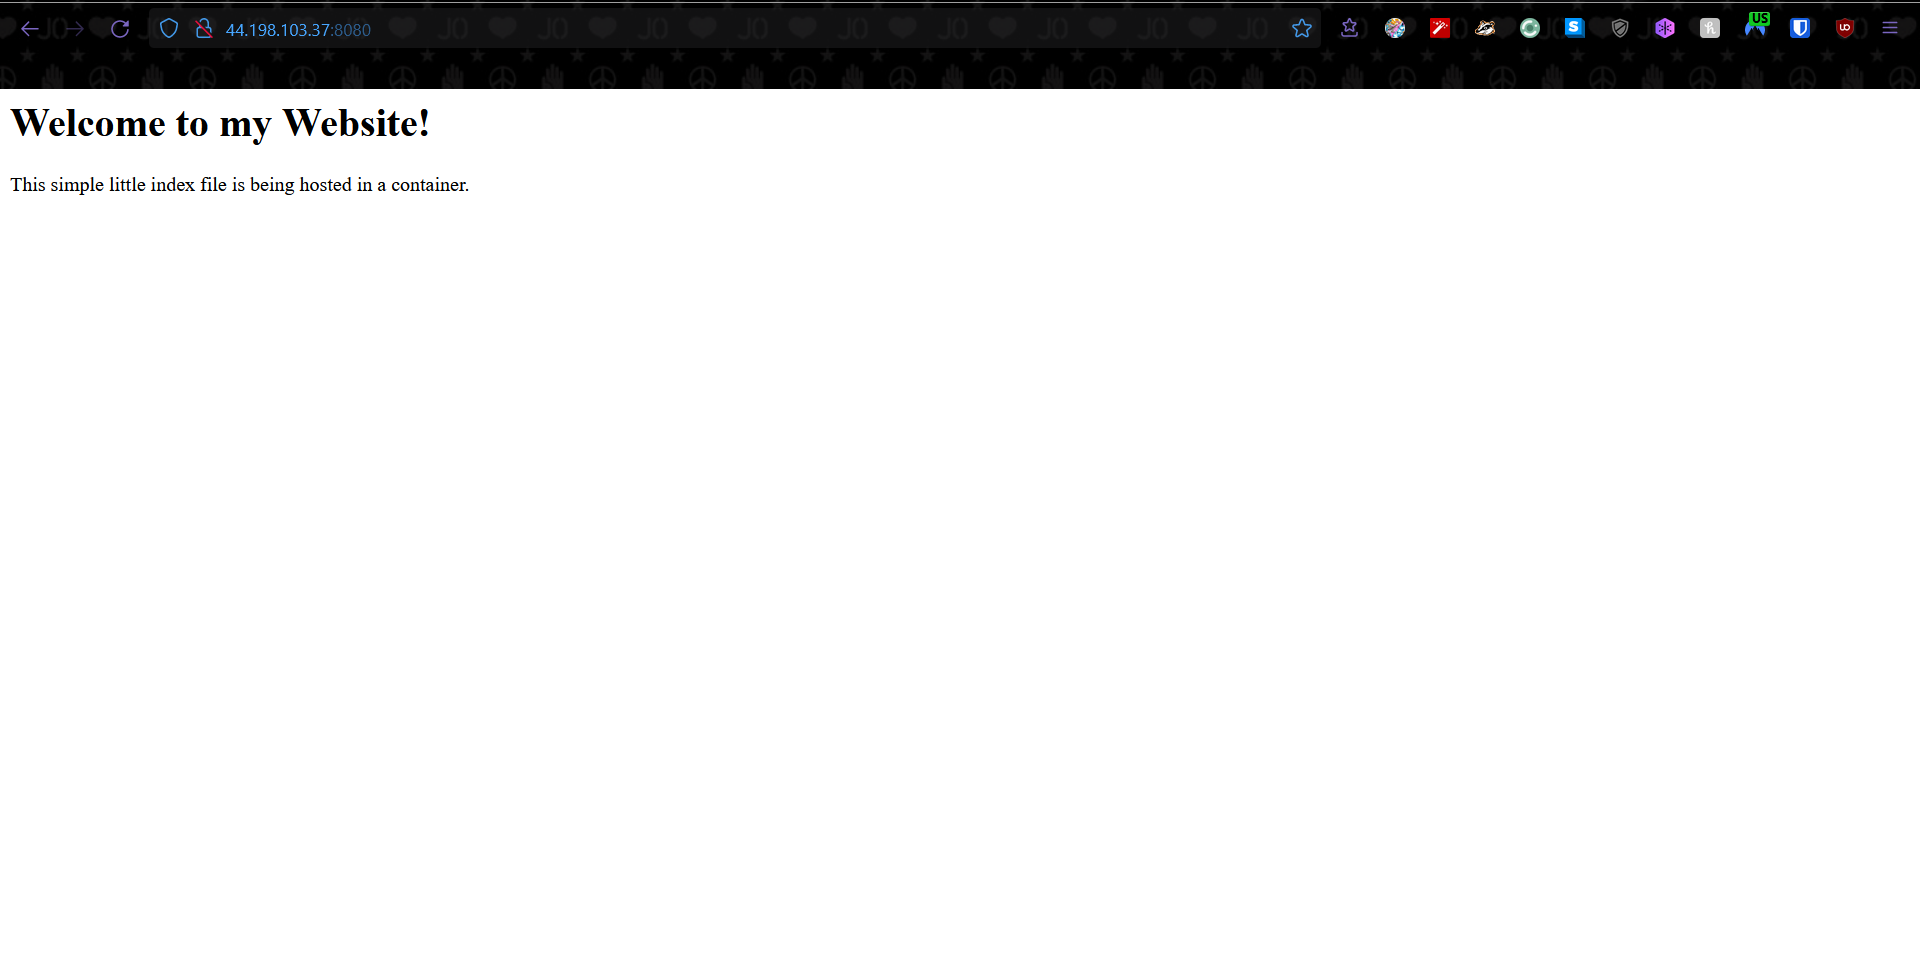 44.198.103.37:8080
US
Welcome to my Website!
This simple little index file is being hosted in a container.